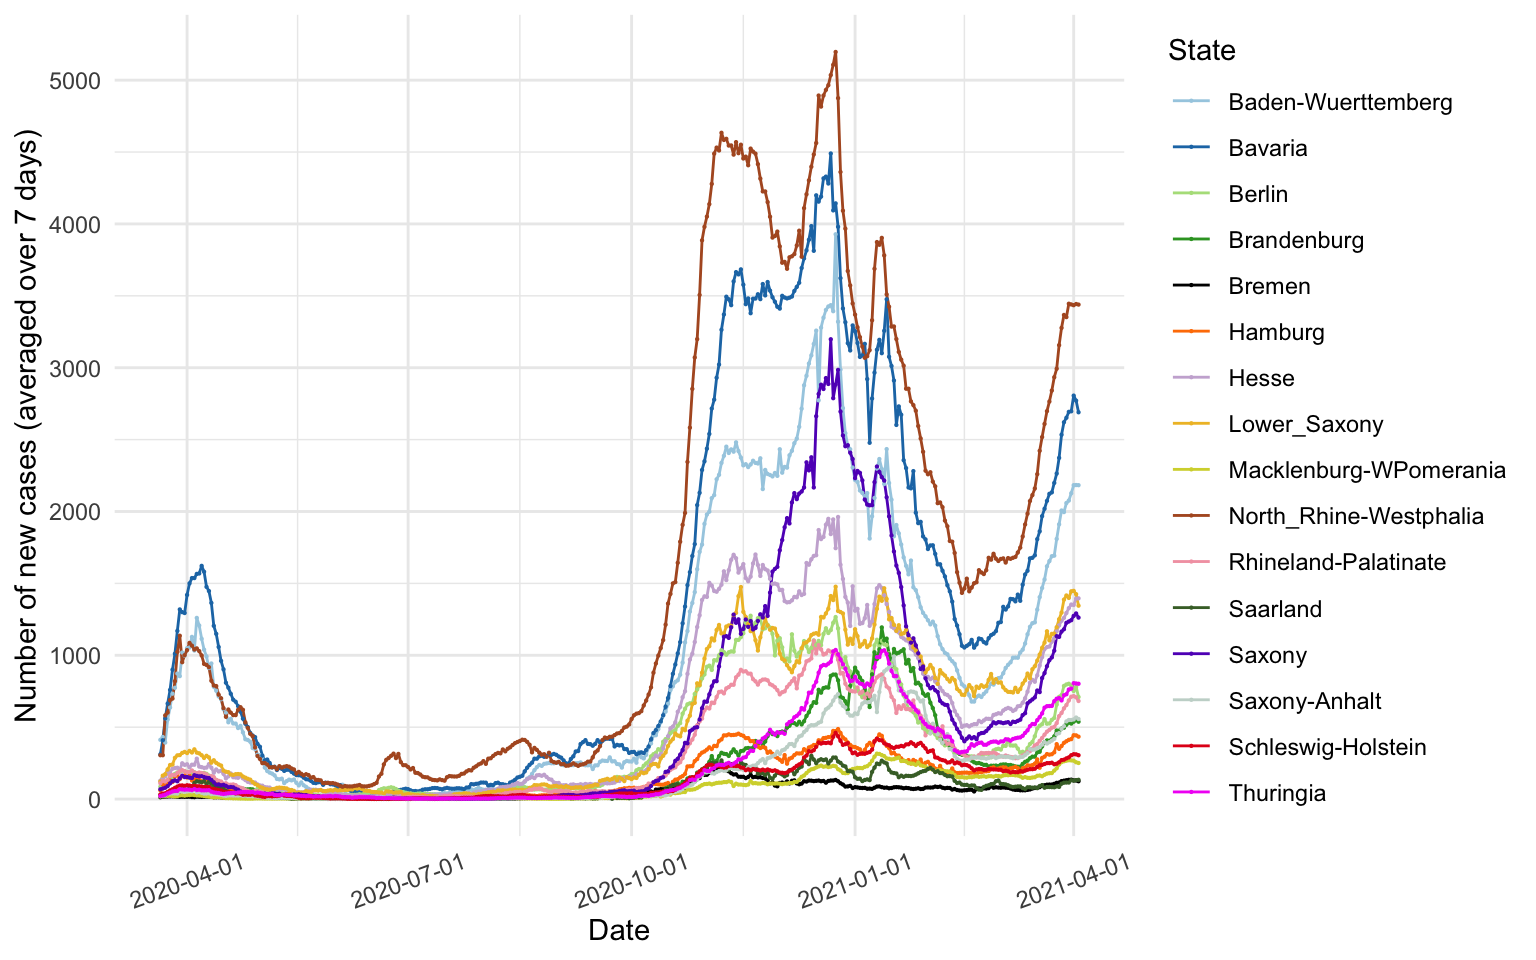 Number of new cases (averaged over 7 days)
5000
4000
3000
2000
1000
0
2020-04-01
2020-07-01
2020-10-01
2021-01-01
2021-04-01
Date
State
Baden-Wuerttemberg
Bavaria
Berlin
Brandenburg
Bremen
Hamburg
Hesse
Lower_Saxony
Macklenburg-WPomerania
North_Rhine-Westphalia
Rhineland-Palatinate
Saarland
Saxony
Saxony-Anhalt
Schleswig-Holstein
Thuringia